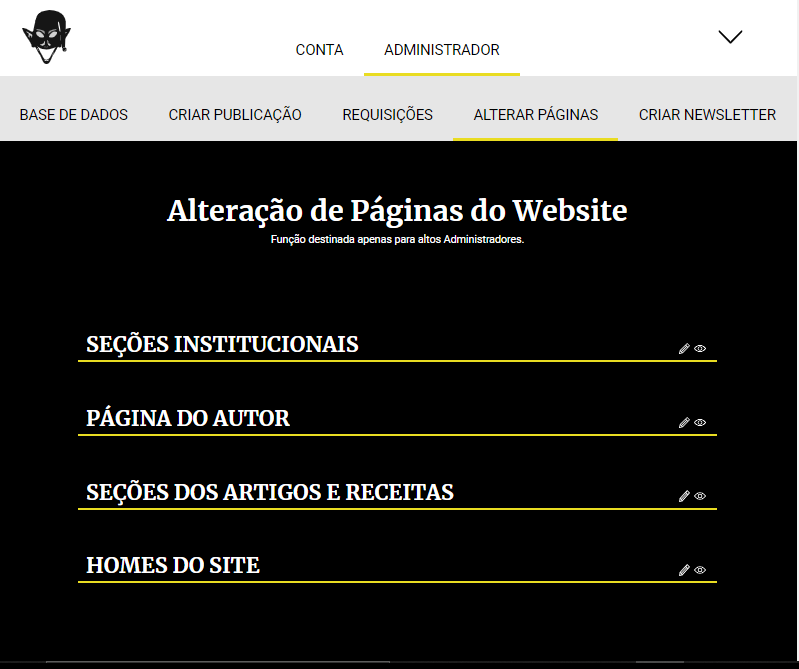 CONTA ADMINISTRADOR
BASE DE DADOS CRIAR PUBLICAÇÃO REQUISIÇÕES ALTERAR PÁGINAS CRIAR NEWSLETTER
Alteração de Páginas do Website
Função destinada apenas para altos Administradores.
SEÇÕES INSTITUCIONAIS
PÁGINA DO AUTOR
SEÇÕES DOS ARTIGOS E RECEITAS
HOMES DO SITE